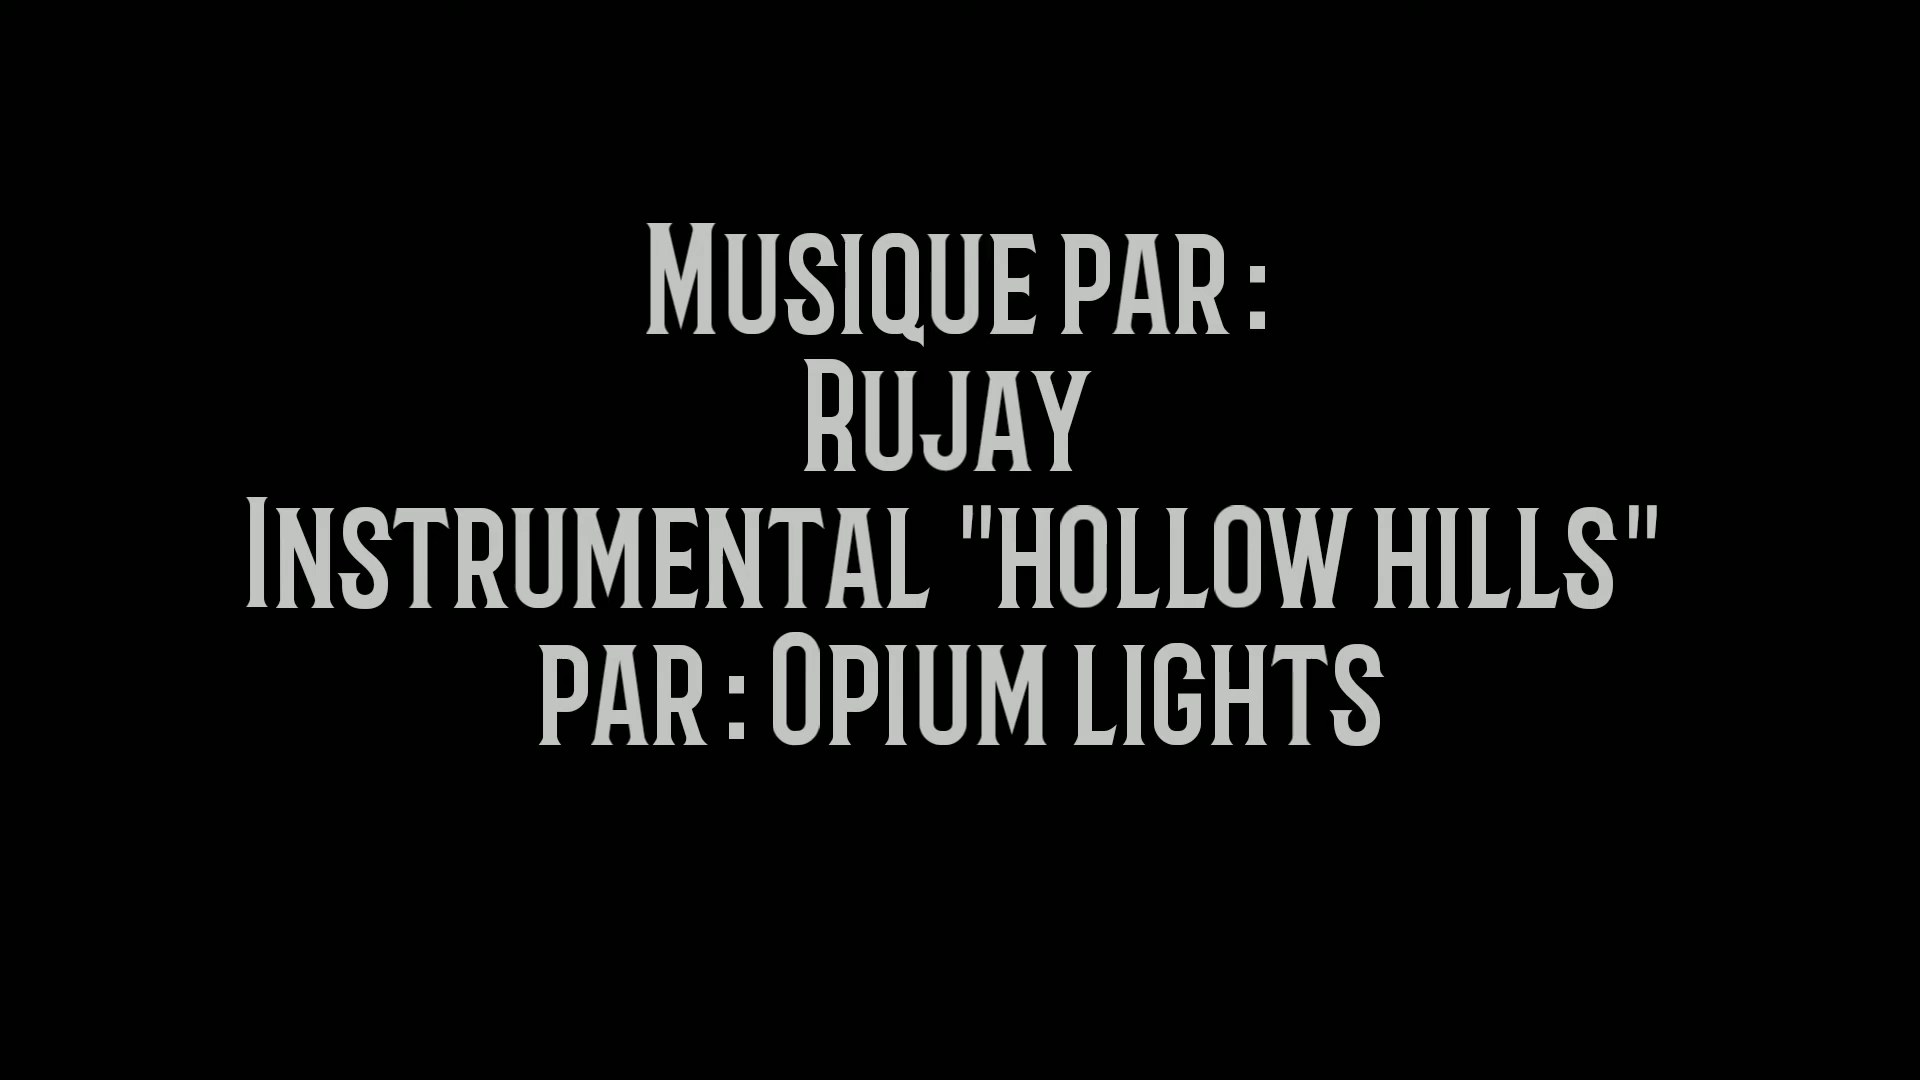 Musique par :
Rujay
Instrumental "hollow hills"
par : Opium lights